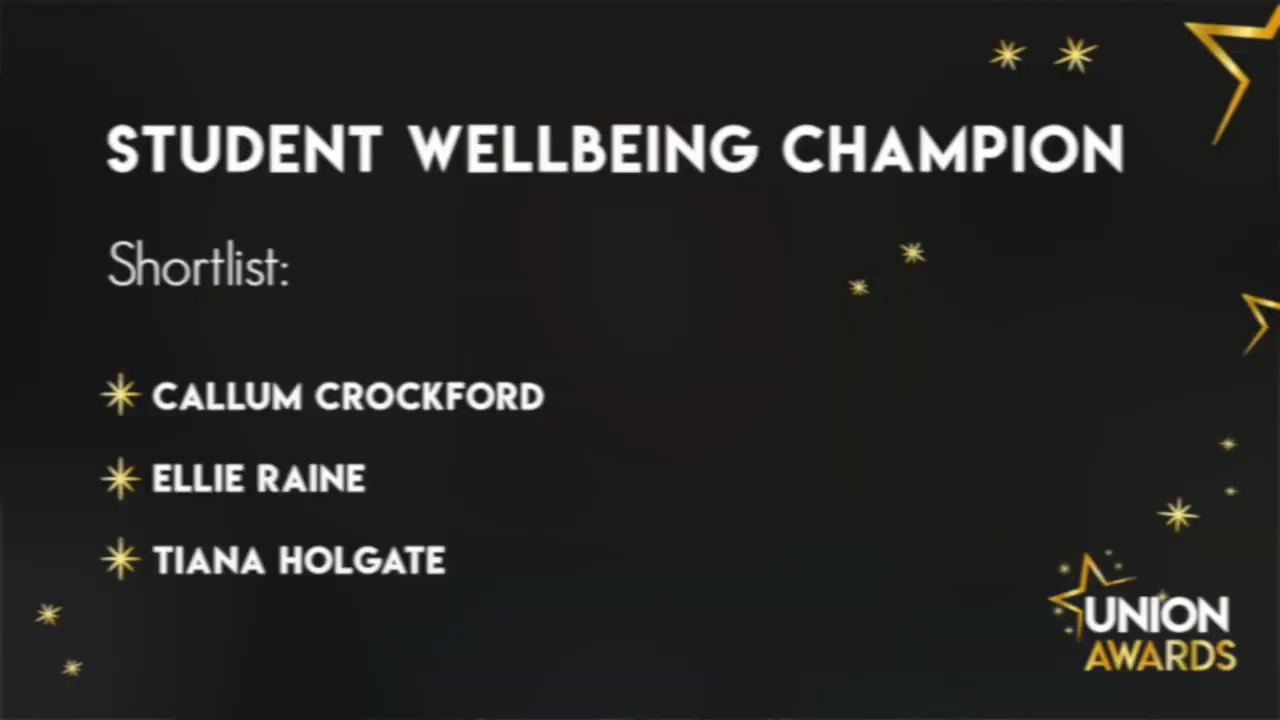 STUDENT WELLBEING CHAMPION
Shortlist:
CALLUM CROCKFORD
ELLIE RAINE
TIANA HOLGATE
UNION
AWARDS